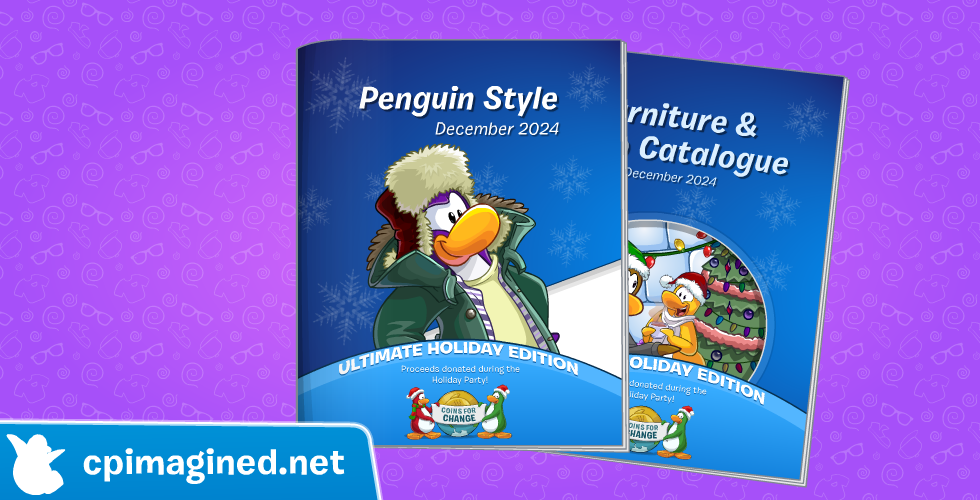 Penguin Style
December 2024
ULTIMATE HOLIDAY EDITION
Proceeds donated during the
Holiday Party!
COINS FOR
CHANGE
rniture &
Catalogue
December 2024
HOLIDAY EDITION
donated during the
liday Party!
COINS FOR
CHANGE
cpimagined.net